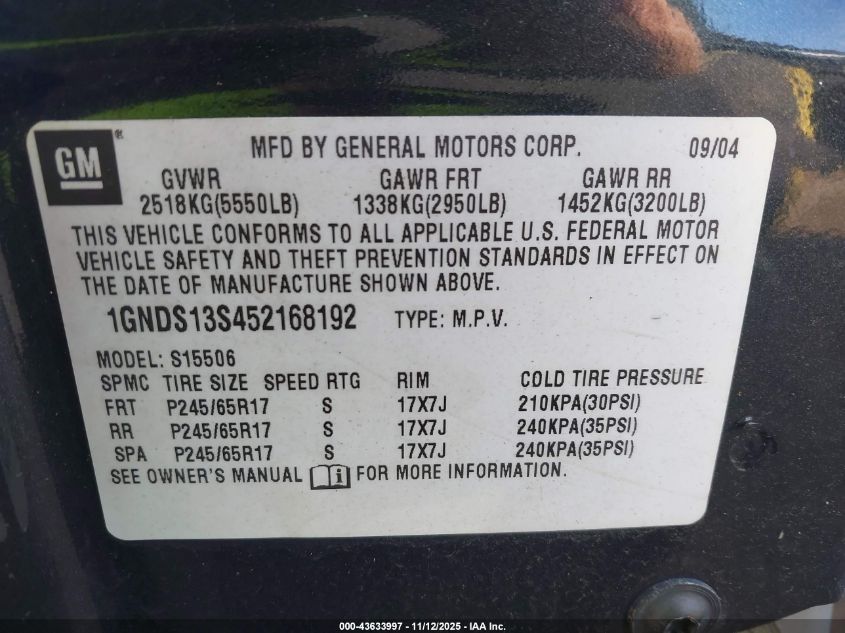 GM®
MFD BY GENERAL MOTORS CORP. 09/04
GVWR GAWR FRT GAWR RR
2518KG(5550LB) 1338KG(2950LB) 1452KG(3200LB)
THIS VEHICLE CONFORMS TO ALL APPLICABLE U.S. FEDERAL MOTOR
VEHICLE SAFETY AND THEFT PREVENTION STANDARDS IN EFFECT ON
THE DATE OF MANUFACTURE SHOWN ABOVE.
1GNDS13S452168192 TYPE: M.P.V.
MODEL: S15506
SPMC TIRE SIZE SPEED RTG RIM COLD TIRE PRESSURE
FRT P245/65R17 S 17X7J 210KPA(30PSI)
RR P245/65R17 S 17X7J 240KPA(35PSI)
SPA P245/65R17 S 17X7J 240KPA(35PSI)
SEE OWNER'S MANUAL i FOR MORE INFORMATION.
000-43633997 - 11/12/2025 - IAA Inc.